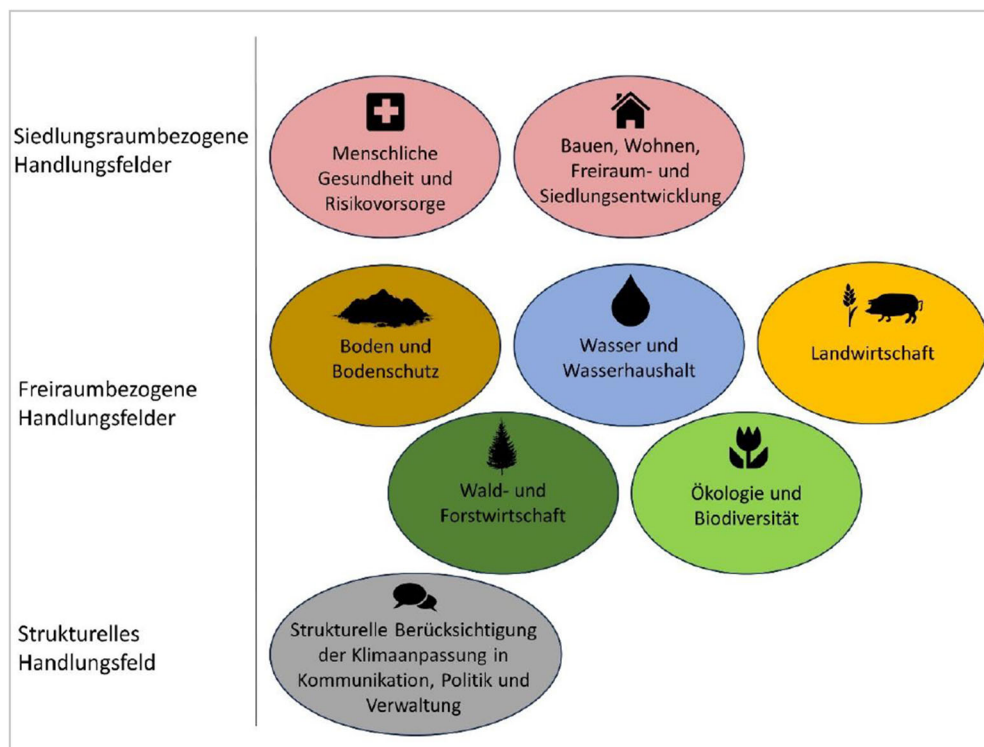 Siedlungsraumbezogene
Handlungsfelder
Menschliche
Gesundheit und
Risikovorsorge
Bauen, Wohnen,
Freiraum- und
Siedlungsentwicklung
Freiraumbezogene
Handlungsfelder
Boden und
Bodenschutz
Wasser und
Wasserhaushalt
Landwirtschaft
Wald- und
Forstwirtschaft
Ökologie und
Biodiversität
Strukturelles
Handlungsfeld
Strukturelle Berücksichtigung
der Klimaanpassung in
Kommunikation, Politik und
Verwaltung